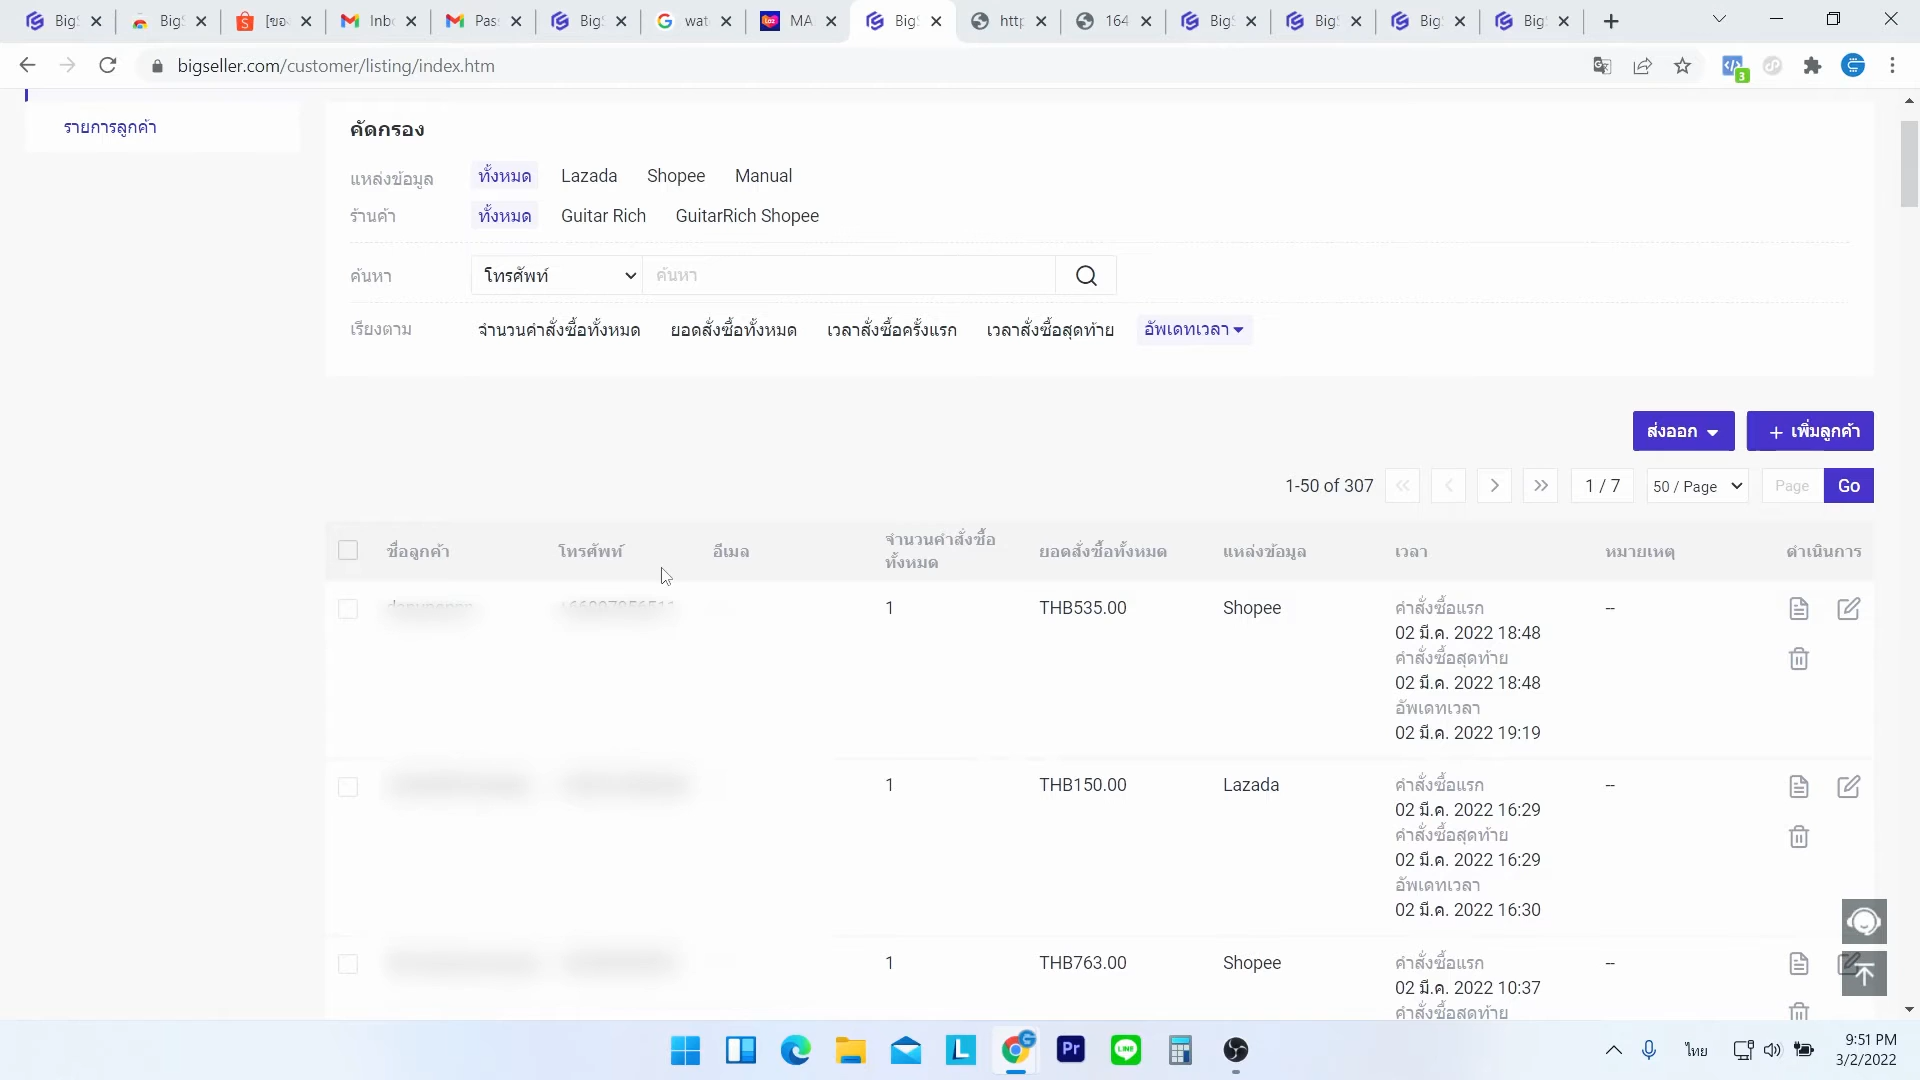 BigS
BigS
[ขอ
Inbo
Pass
BigS
wat
MA
BigS
http
164
BigS
BigS
BigS
BigS
bigseller.com/customer/listing/index.htm
3
รายการลูกค้า
คัดกรอง
แหล่งข้อมูล ทั้งหมด Lazada Shopee Manual
ร้านค้า ทั้งหมด Guitar Rich GuitarRich Shopee
ค้นหา โทรศัพท์ ค้นหา
เรียงตาม จำนวนคำสั่งซื้อทั้งหมด ยอดสั่งซื้อทั้งหมด เวลาสั่งซื้อครั้งแรก เวลาสั่งซื้อสุดท้าย อัพเดทเวลา
ส่งออก + เพิ่มลูกค้า
1-50 of 307 1 / 7 50 / Page Page Go
ชื่อลูกค้า โทรศัพท์ อีเมล จำนวนคำสั่งซื้อ
ทั้งหมด ยอดสั่งซื้อทั้งหมด แหล่งข้อมูล เวลา หมายเหตุ ดำเนินการ
1 THB535.00 Shopee คำสั่งซื้อแรก --
02 มี.ค. 2022 18:48
คำสั่งซื้อสุดท้าย
02 มี.ค. 2022 18:48
อัพเดทเวลา
02 มี.ค. 2022 19:19
1 THB150.00 Lazada คำสั่งซื้อแรก --
02 มี.ค. 2022 16:29
คำสั่งซื้อสุดท้าย
02 มี.ค. 2022 16:29
อัพเดทเวลา
02 มี.ค. 2022 16:30
1 THB763.00 Shopee คำสั่งซื้อแรก --
02 มี.ค. 2022 10:37
คำสั่งซื้อสุดท้าย
L
Pr
LINE
ไทย
9:51 PM
3/2/2022